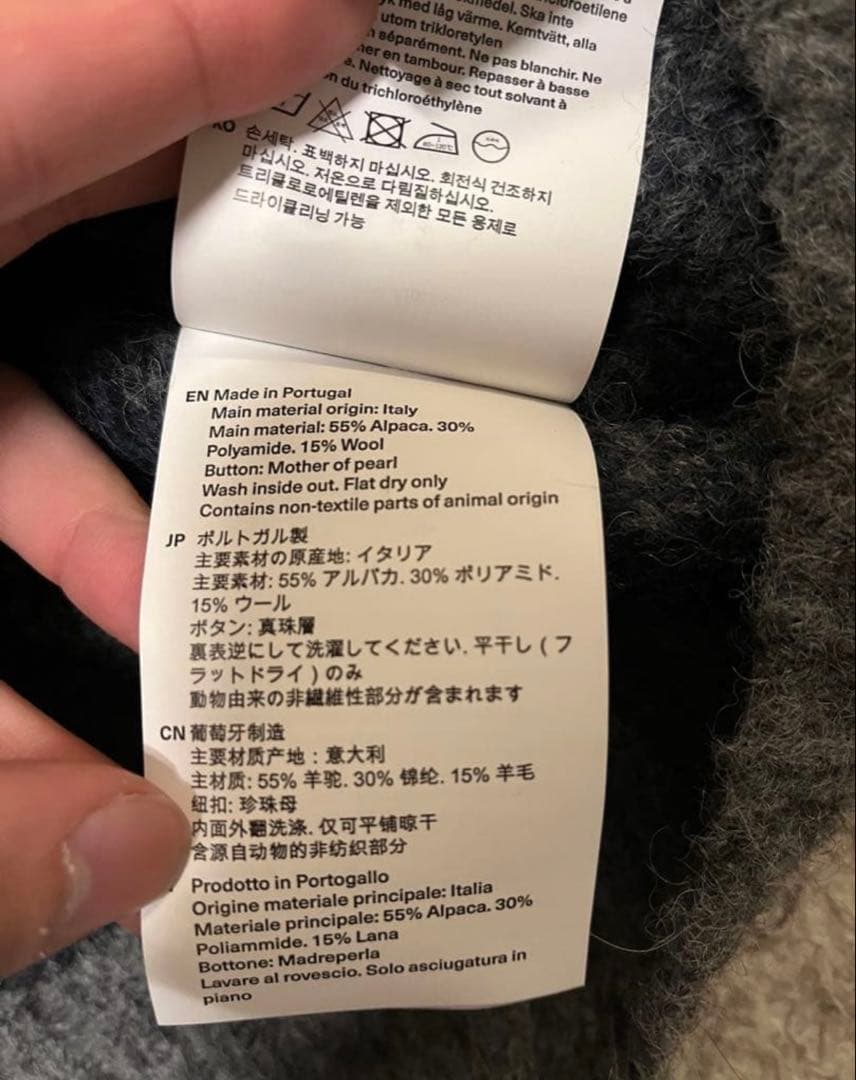 med låg värme. Ska inte
Kemtvätt, alla
utom trikloretylen
séparément. Ne pas blanchir. Ne
en tambour. Repasser à basse
Nettoyage à sec tout solvant à
du trichloroéthylène
KO 손세탁. 표백하지 마십시오. 회전식 건조하지
마십시오. 저온으로 다림질하십시오.
트리클로로에틸렌을 제외한 모든 용제로
드라이클리닝 가능
EN Made in Portugal
Main material origin: Italy
Main material: 55% Alpaca. 30%
Polyamide. 15% Wool
Button: Mother of pearl
Wash inside out. Flat dry only
Contains non-textile parts of animal origin
JP ポルトガル製
主要素材の原産地: イタリア
主要素材: 55% アルパカ. 30% ポリアミド.
15% ウール
ボタン: 真珠層
裏表逆にして洗濯してください. 平干し ( フ
ラットドライ ) のみ
動物由来の非繊維性部分が含まれます
CN 葡萄牙制造
主要材质产地 : 意大利
主材质: 55% 羊驼. 30% 锦纶. 15% 羊毛
纽扣: 珍珠母
内面外翻洗涤. 仅可平铺晾干
含源自动物的非纺织部分
Prodotto in Portogallo
Origine materiale principale: Italia
Materiale principale: 55% Alpaca. 30%
Poliammide. 15% Lana
Bottone: Madreperla
Lavare al rovescio. Solo asciugatura in
piano